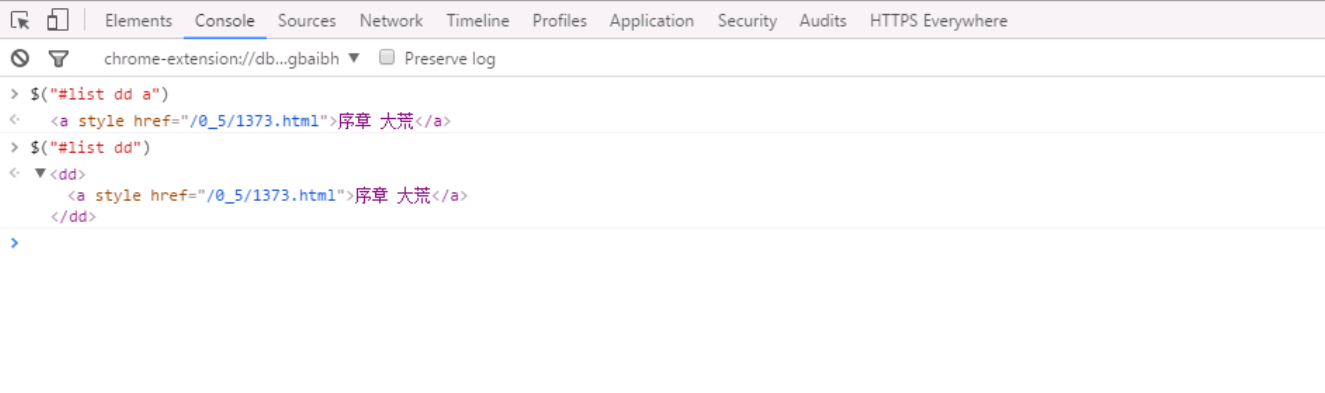 Elements Console Sources Network Timeline Profiles Application Security Audits HTTPS Everywhere
chrome-extension://db...gbaibh ▼ Preserve log
> $("#list dd a")
<a style href="/0_5/1373.html">序章 大荒</a>
> $("#list dd")
▼<dd>
<a style href="/0_5/1373.html">序章 大荒</a>
</dd>
>